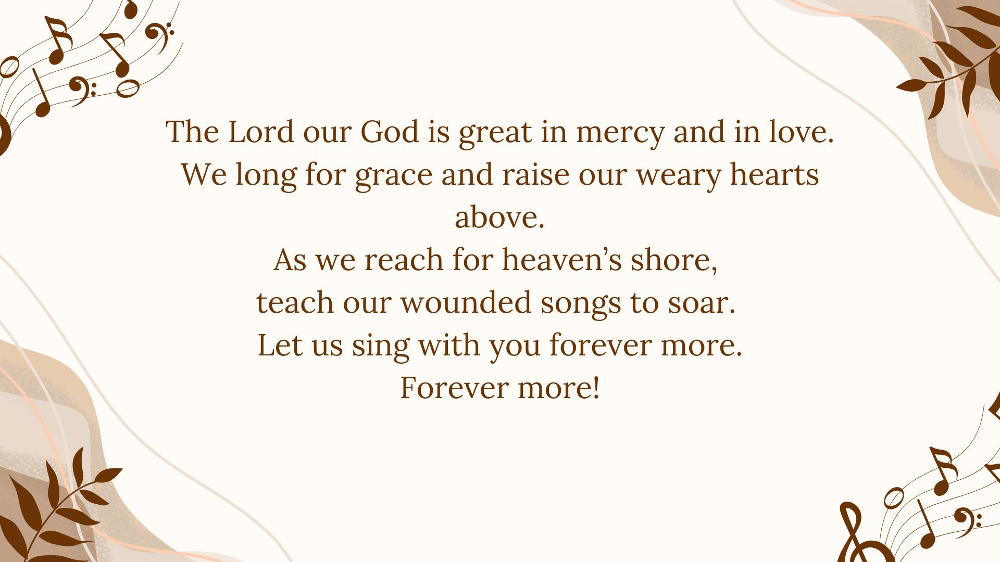 The Lord our God is great in mercy and in love.
We long for grace and raise our weary hearts
above.
As we reach for heaven’s shore,
teach our wounded songs to soar.
Let us sing with you forever more.
Forever more!